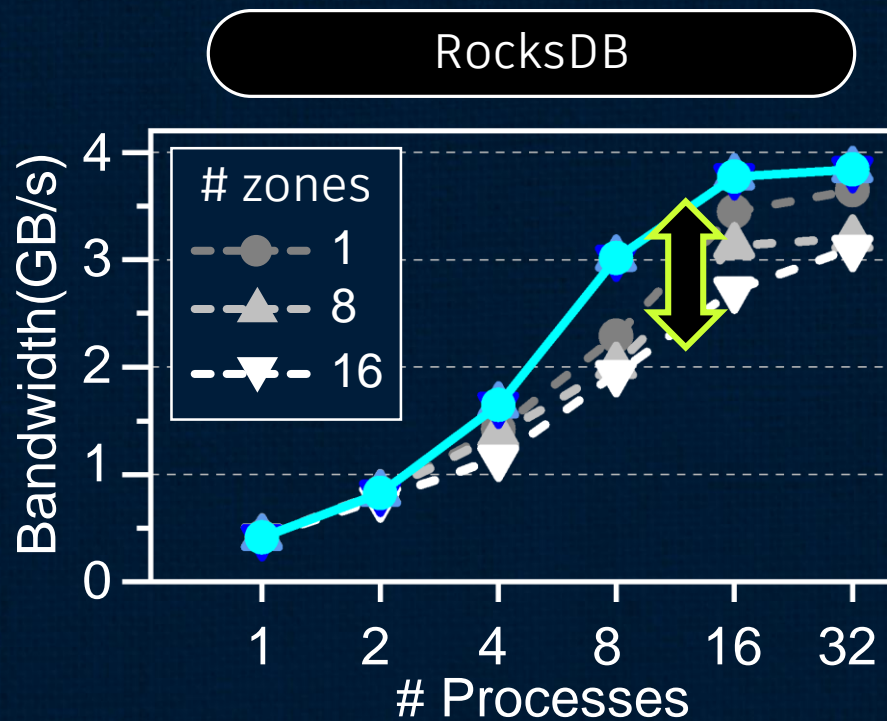 RocksDB
Bandwidth(GB/s)
4
3
2
1
0
# zones
1
8
16
1 2 4 8 16 32
# Processes